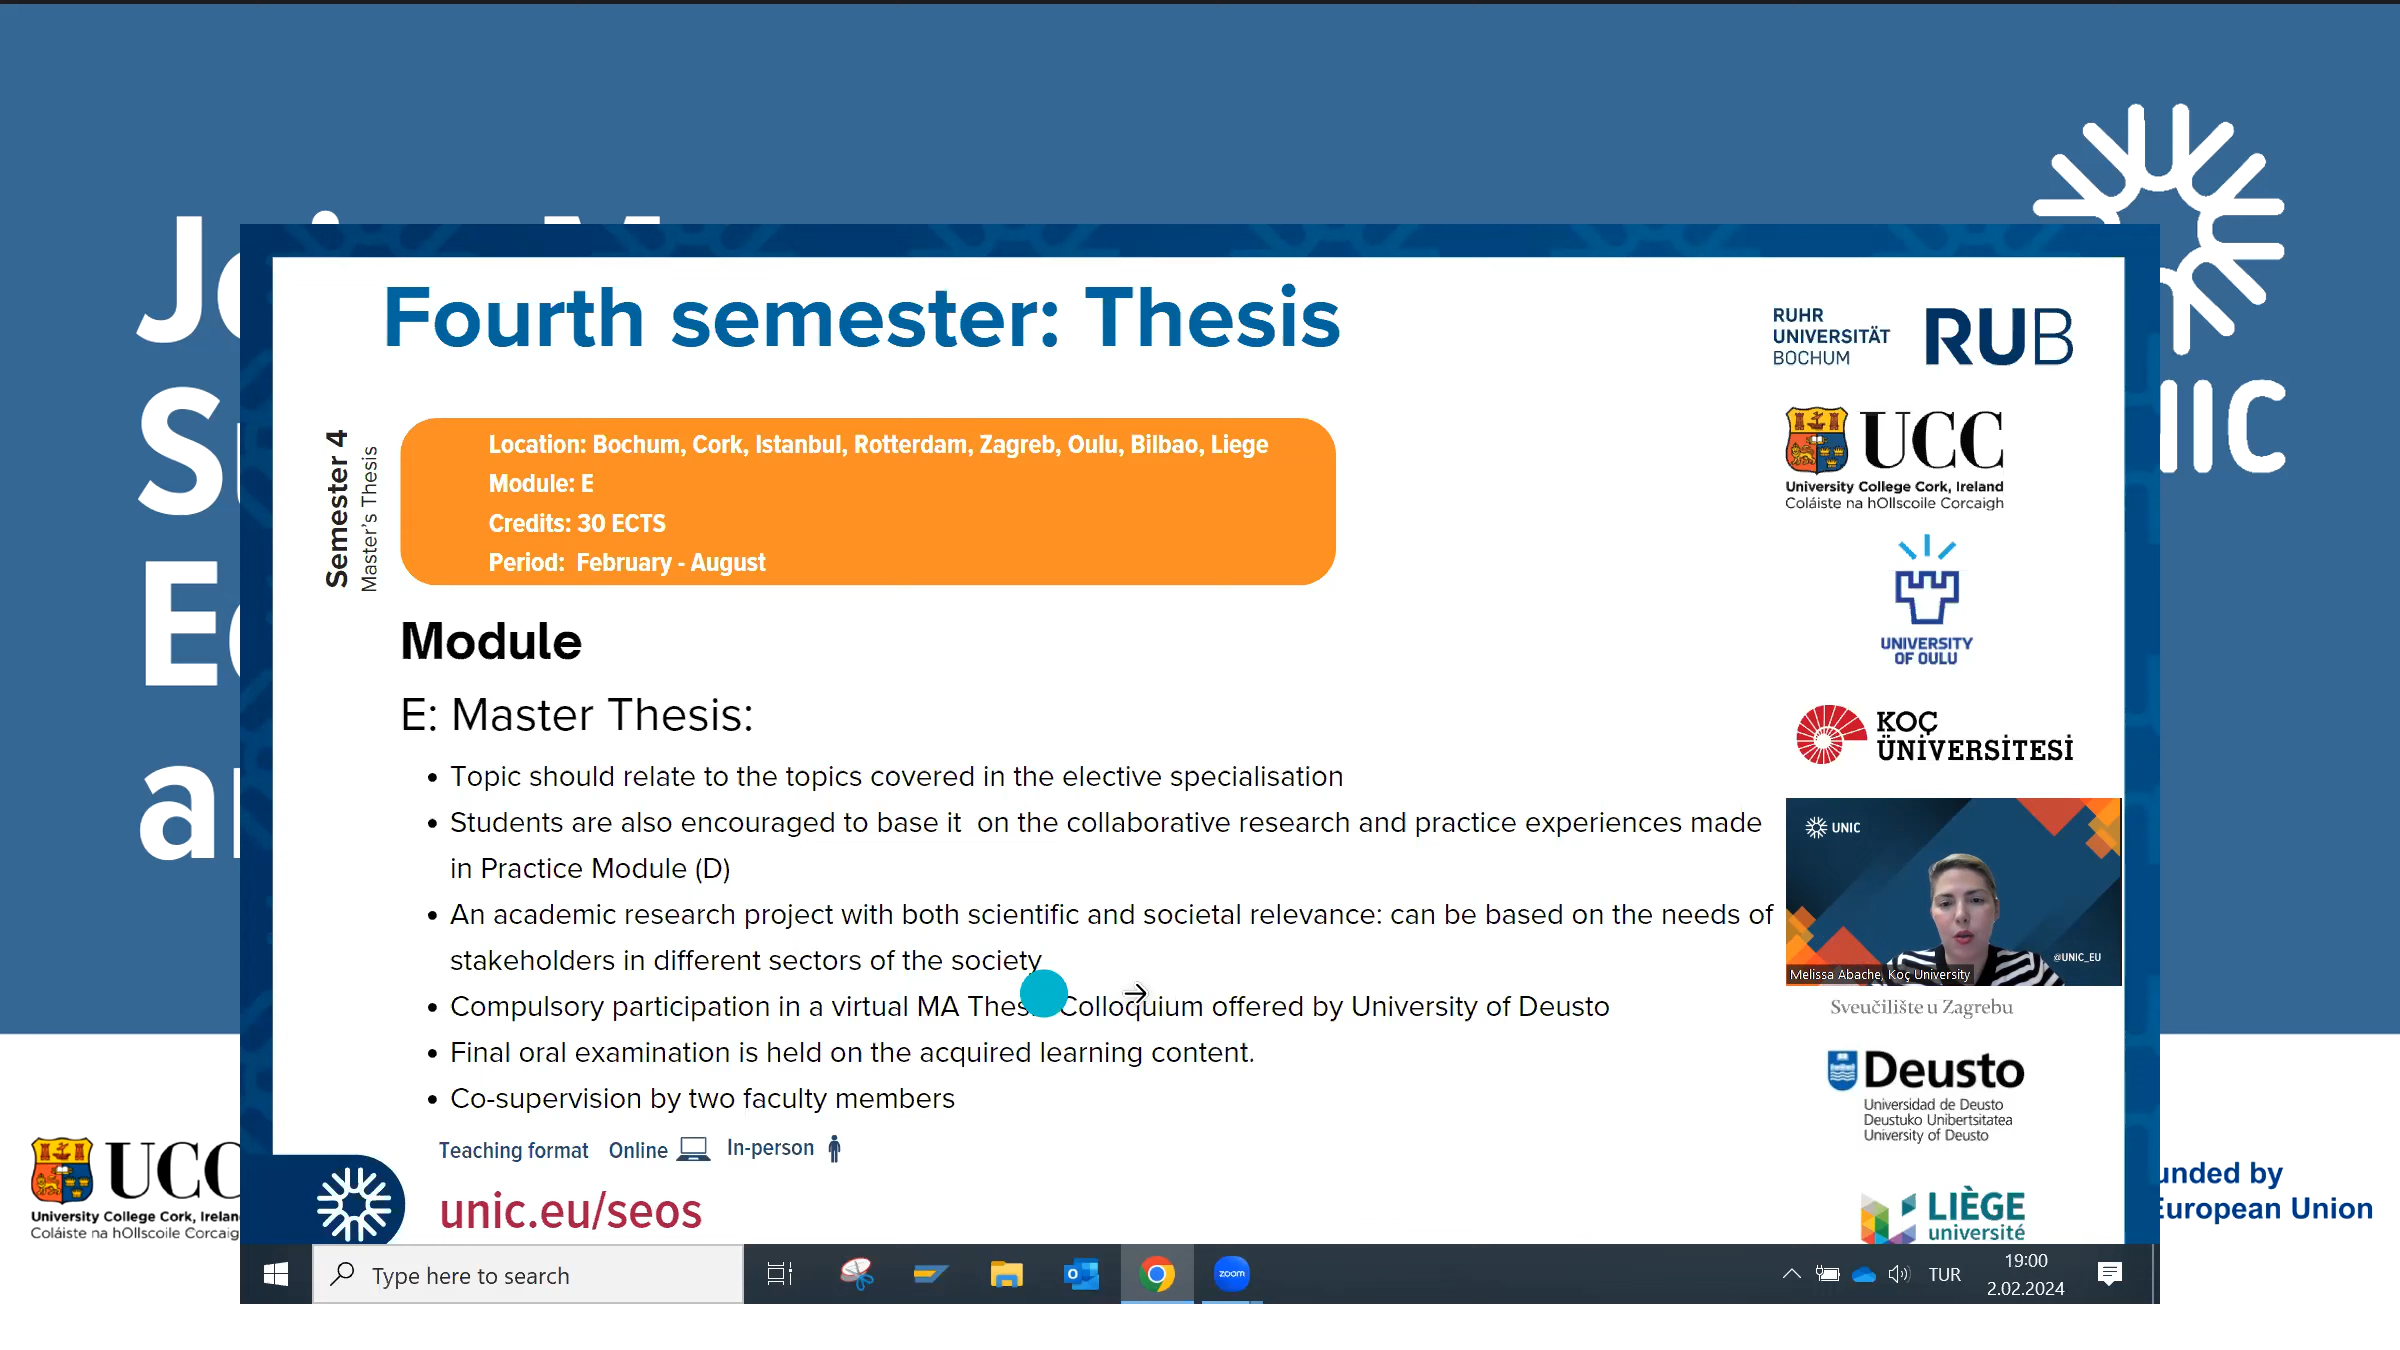 Fourth semester: Thesis
Semester 4
Master's Thesis
Location: Bochum, Cork, Istanbul, Rotterdam, Zagreb, Oulu, Bilbao, Liege
Module: E
Credits: 30 ECTS
Period: February - August
Module
E: Master Thesis:
• Topic should relate to the topics covered in the elective specialisation
• Students are also encouraged to base it on the collaborative research and practice experiences made
in Practice Module (D)
• An academic research project with both scientific and societal relevance: can be based on the needs of
stakeholders in different sectors of the society
• Compulsory participation in a virtual MA Thes Colloquium offered by University of Deusto
• Final oral examination is held on the acquired learning content.
• Co-supervision by two faculty members
Teaching format Online In-person
unic.eu/seos
RUHR
UNIVERSITÄT
BOCHUM
RUB
UCC
University College Cork, Ireland
Coláiste na hOllscoile Corcaigh
UNIVERSITY
OF OULU
KOÇ
ÜNİVERSİTESİ
UNIC
@UNIC_EU
Melissa Abache, Koç University
Sveučilište u Zagrebu
Deusto
Universidad de Deusto
Deustuko Unibertsitatea
University of Deusto
LIÈGE
université
Type here to search
zoom
TUR
19:00
2.02.2024
UCC
University College Cork, Irelan
Coláiste na hOllscoile Corcaig
unded by
European Union